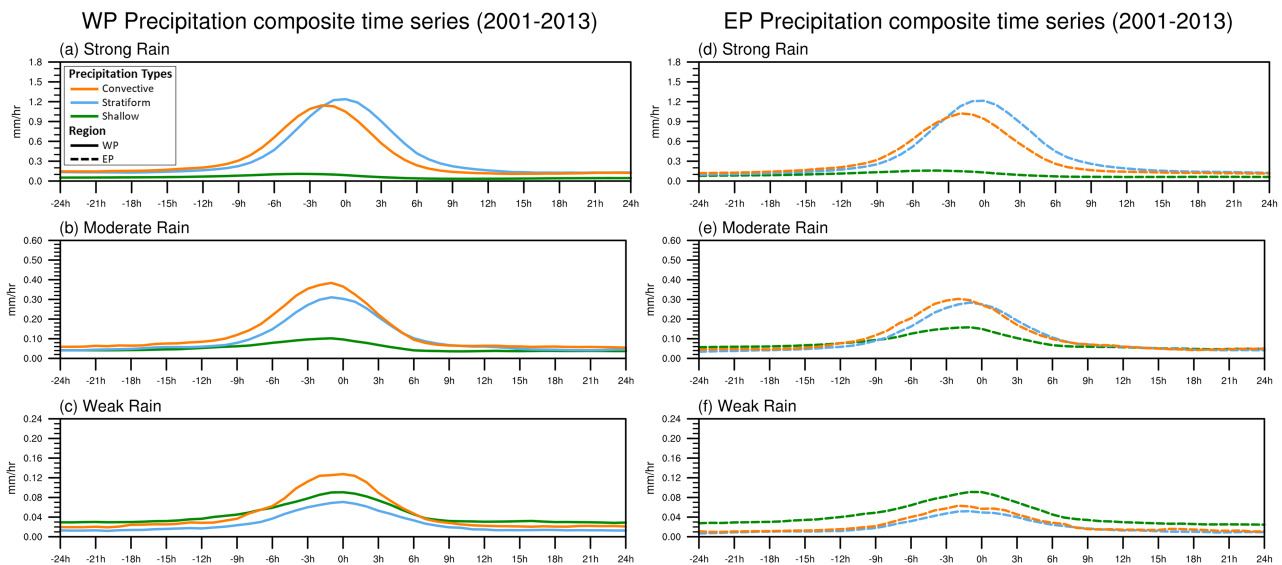 WP Precipitation composite time series (2001-2013)
(a) Strong Rain
1.8
1.5
1.2
0.9
0.6
0.3
0.0
mm/hr
Precipitation Types
Convective
Stratiform
Shallow
Region
WP
EP
-24h -21h -18h -15h -12h -9h -6h -3h 0h 3h 6h 9h 12h 15h 18h 21h 24h
(b) Moderate Rain
0.60
0.50
0.40
0.30
0.20
0.10
0.00
mm/hr
-24h -21h -18h -15h -12h -9h -6h -3h 0h 3h 6h 9h 12h 15h 18h 21h 24h
(c) Weak Rain
0.24
0.20
0.16
0.12
0.08
0.04
0.00
mm/hr
-24h -21h -18h -15h -12h -9h -6h -3h 0h 3h 6h 9h 12h 15h 18h 21h 24h
EP Precipitation composite time series (2001-2013)
(d) Strong Rain
1.8
1.5
1.2
0.9
0.6
0.3
0.0
mm/hr
-24h -21h -18h -15h -12h -9h -6h -3h 0h 3h 6h 9h 12h 15h 18h 21h 24h
(e) Moderate Rain
0.60
0.50
0.40
0.30
0.20
0.10
0.00
mm/hr
-24h -21h -18h -15h -12h -9h -6h -3h 0h 3h 6h 9h 12h 15h 18h 21h 24h
(f) Weak Rain
0.24
0.20
0.16
0.12
0.08
0.04
0.00
mm/hr
-24h -21h -18h -15h -12h -9h -6h -3h 0h 3h 6h 9h 12h 15h 18h 21h 24h